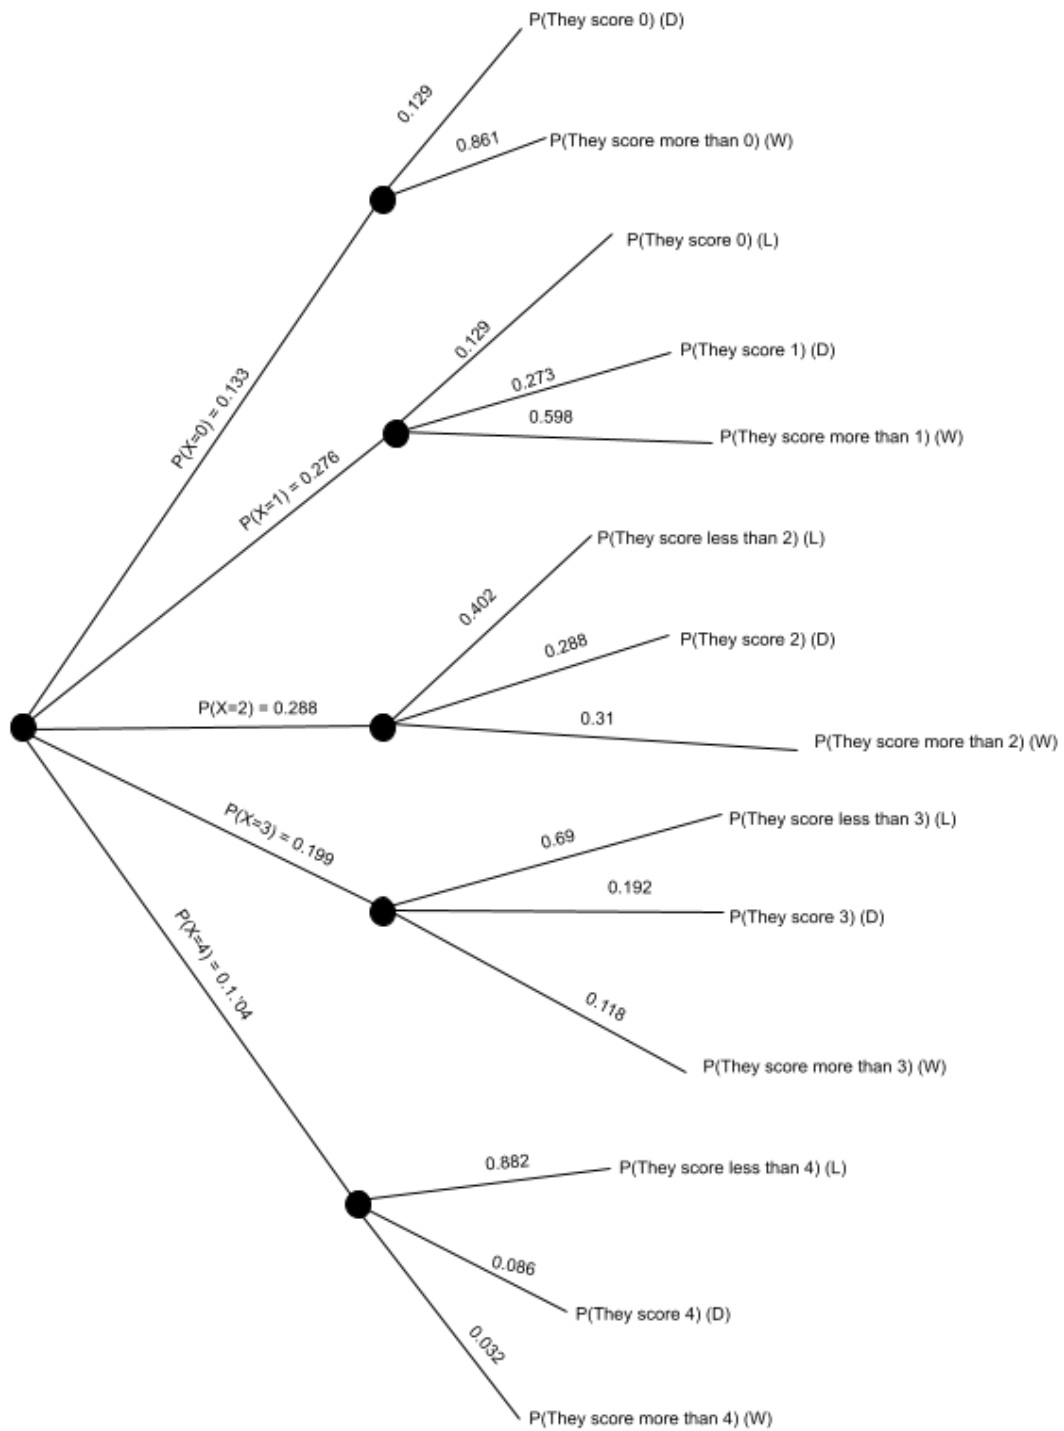 P(They score 0) (D)
0.129
0.861
P(They score more than 0) (W)
P(X=0) = 0.133
P(They score 0) (L)
0.129
P(They score 1) (D)
0.273
0.598
P(They score more than 1) (W)
P(X=1) = 0.276
P(They score less than 2) (L)
0.402
0.288
P(They score 2) (D)
P(X=2) = 0.288
0.31
P(They score more than 2) (W)
P(X=3) = 0.199
0.69
P(They score less than 3) (L)
0.192
P(They score 3) (D)
0.118
P(They score more than 3) (W)
P(X=4) = 0.1.'04
0.882
P(They score less than 4) (L)
0.086
P(They score 4) (D)
0.032
P(They score more than 4) (W)